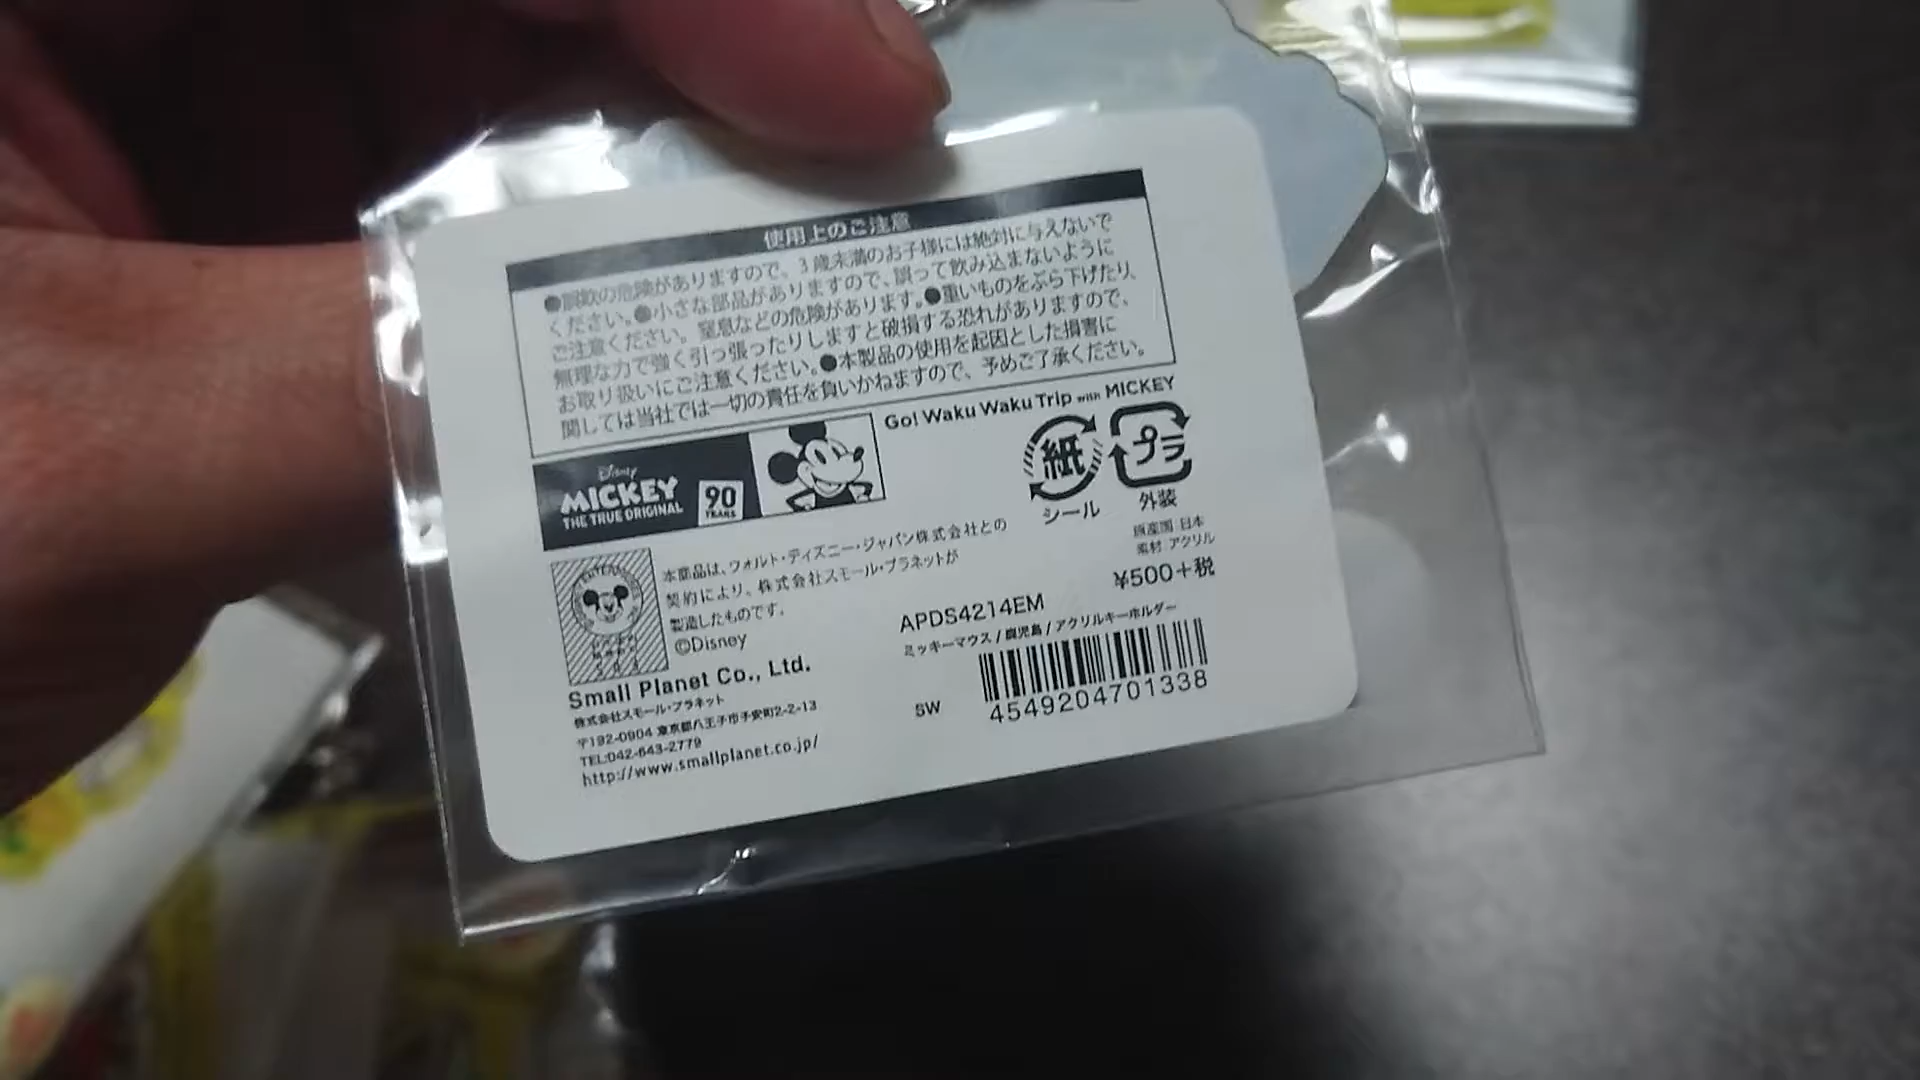 使用上のご注意
●誤飲の危険がありますので、3歳未満のお子様には絶対に与えないで
ください。●小さな部品がありますので、誤って飲み込まないように
ご注意ください。窒息などの危険があります。●重いものをぶら下げたり、
無理な力で強く引っ張ったりしますと破損する恐れがありますので、
お取り扱いにご注意ください。●本製品の使用を起因とした損害に
関しては当社では一切の責任を負いかねますので、予めご了承ください。
Go! Waku Waku Trip with MICKEY
Disney
MICKEY
THE TRUE ORIGINAL
90
YEARS
紙
シール
プラ
外装
原産国 日本
素材 アクリル
¥500+税
本商品は、ウォルト・ディズニー・ジャパン株式会社との
契約により、株式会社スモール・プラネットが
製造したものです。
©Disney
Small Planet Co., Ltd.
株式会社スモール・プラネット
〒192-0904 東京都八王子市子安町2-2-13
TEL:042-643-2779
http://www.smallplanet.co.jp/
APDS4214EM
ミッキーマウス/鹿児島/アクリルキーホルダー
SW
4549204701338